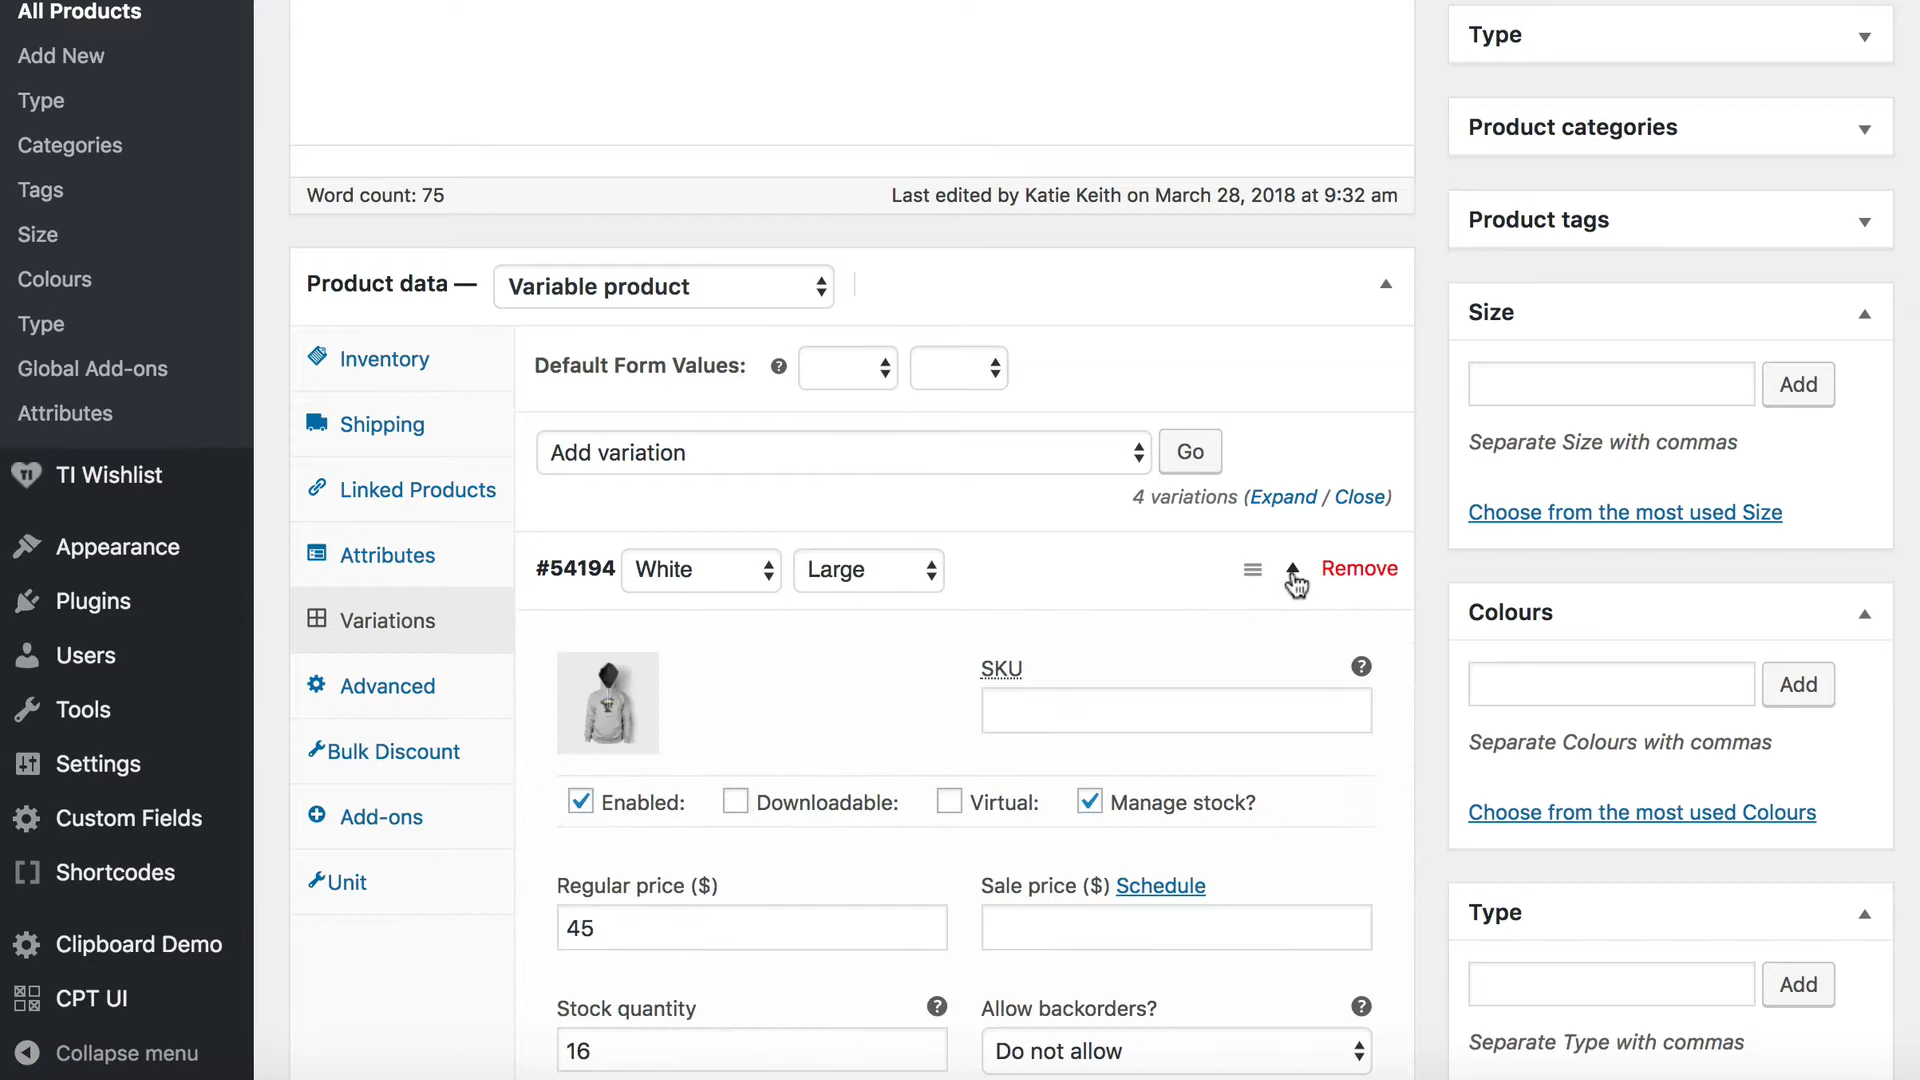 All Products
Add New
Type
Categories
Tags
Size
Colours
Type
Global Add-ons
Attributes
TI Wishlist
Appearance
Plugins
Users
Tools
Settings
Custom Fields
Shortcodes
Clipboard Demo
CPT UI
Collapse menu
Word count: 75
Last edited by Katie Keith on March 28, 2018 at 9:32 am
Product data —
Variable product
Inventory
Shipping
Linked Products
Attributes
Variations
Advanced
Bulk Discount
Add-ons
Unit
Default Form Values:
Add variation
Go
4 variations (Expand / Close)
#54194
White
Large
Remove
SKU
Enabled:
Downloadable:
Virtual:
Manage stock?
Regular price ($)
Sale price ($) Schedule
45
Stock quantity
Allow backorders?
16
Do not allow
Type
Product categories
Product tags
Size
Add
Separate Size with commas
Choose from the most used Size
Colours
Add
Separate Colours with commas
Choose from the most used Colours
Type
Add
Separate Type with commas